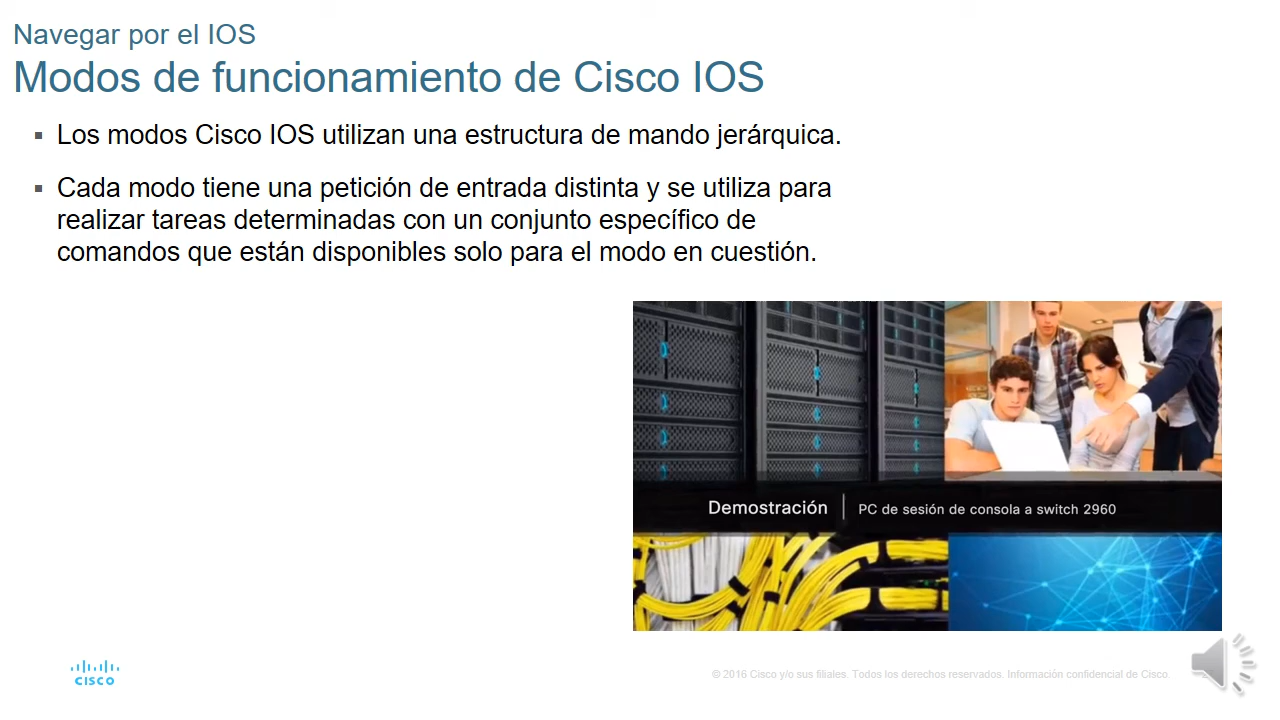 Navegar por el IOS
Modos de funcionamiento de Cisco IOS
Los modos Cisco IOS utilizan una estructura de mando jerárquica.
Cada modo tiene una petición de entrada distinta y se utiliza para
realizar tareas determinadas con un conjunto específico de
comandos que están disponibles solo para el modo en cuestión.
Demostración | PC de sesión de consola a switch 2960
CISCO
© 2016 Cisco y/o sus filiales. Todos los derechos reservados. Información confidencial de Cisco.